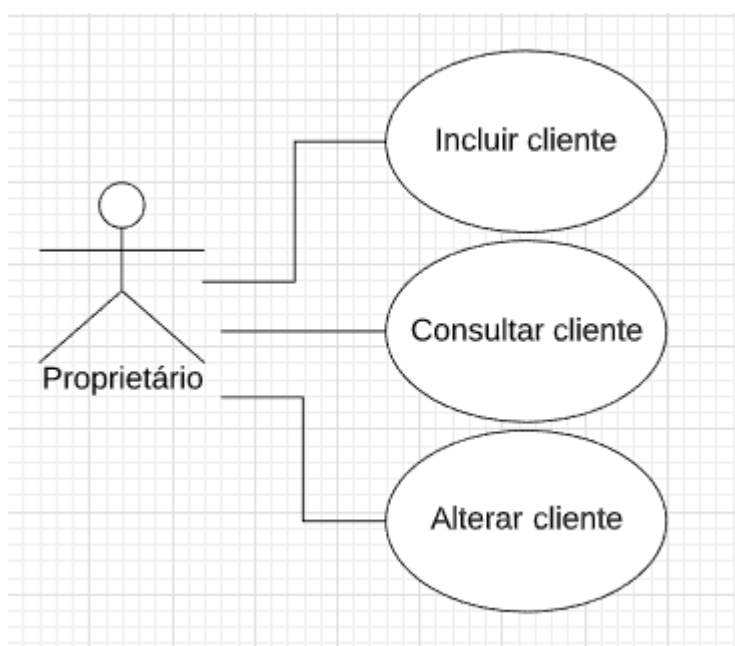 Incluir cliente
Consultar cliente
Proprietário
Alterar cliente